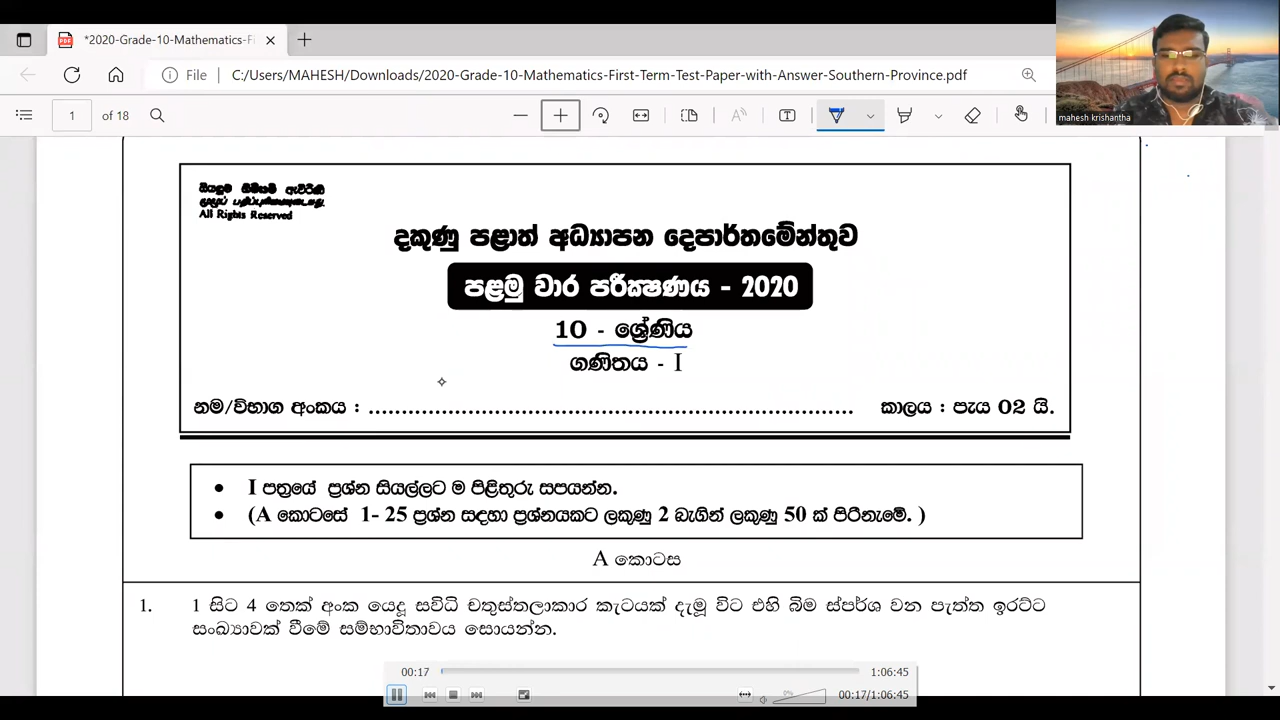 *2020-Grade-10-Mathematics-Fi
File
C:/Users/MAHESH/Downloads/2020-Grade-10-Mathematics-First-Term-Test-Paper-with-Answer-Southern-Province.pdf
mahesh krishantha
1 of 18
All Rights Reserved
දකුණු පළාත් අධ්‍යාපන දෙපාර්තමේන්තුව
පළමු වාර පරීක්ෂණය - 2020
10 - ශ්‍රේණිය
ගණිතය - I
නම/විභාග අංකය : ........................................................................... කාලය : පැය 02 යි.
• I පත්‍රයේ ප්‍රශ්න සියල්ලට ම පිළිතුරු සපයන්න.
• (A කොටසේ 1- 25 ප්‍රශ්න සඳහා ප්‍රශ්නයකට ලකුණු 2 බැගින් ලකුණු 50 ක් පිරිනැමේ. )
A කොටස
1. 1 සිට 4 තෙක් අංක යෙදූ සවිධි චතුස්තලාකාර කැටයක් දැමූ විට එහි බිම ස්පර්ශ වන පැත්ත ඉරට්ට
සංඛ්‍යාවක් වීමේ සම්භාවිතාවය සොයන්න.
00:17 1:06:45
0% 00:17/1:06:45